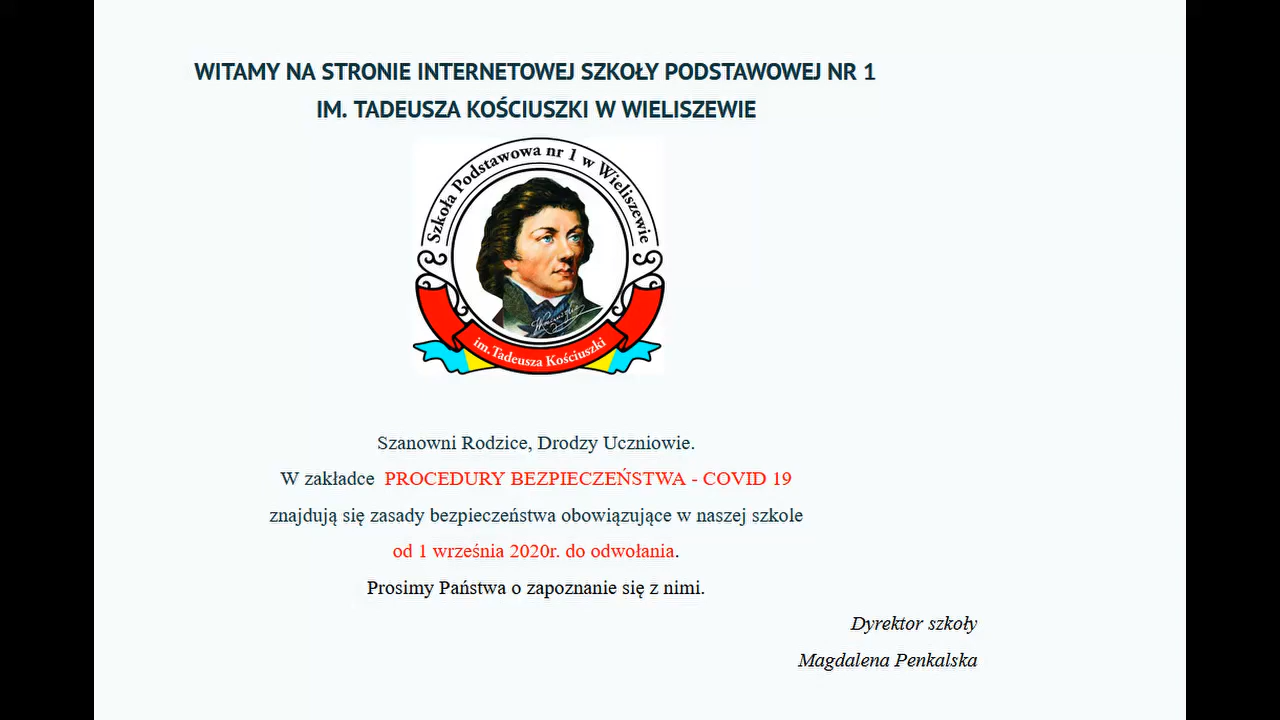 WITAMY NA STRONIE INTERNETOWEJ SZKOŁY PODSTAWOWEJ NR 1
IM. TADEUSZA KOŚCIUSZKI W WIELISZEWIE
Szkoła Podstawowa nr 1 w Wieliszewie
im. Tadeusza Kościuszki
Szanowni Rodzice, Drodzy Uczniowie.
W zakładce PROCEDURY BEZPIECZEŃSTWA - COVID 19
znajdują się zasady bezpieczeństwa obowiązujące w naszej szkole
od 1 września 2020r. do odwołania.
Prosimy Państwa o zapoznanie się z nimi.
Dyrektor szkoły
Magdalena Penkalska